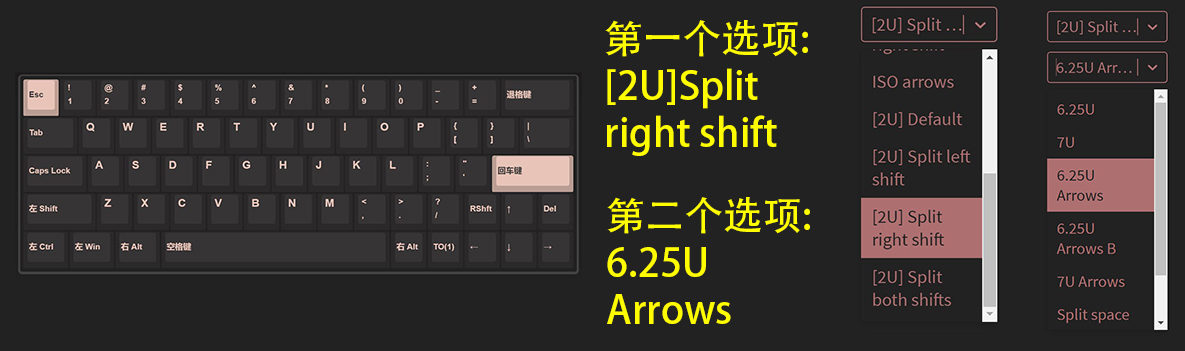 Esc ! 1 @ 2 # 3 $ 4 % 5 ^ 6 & 7 * 8 ( 9 ) 0 _ - + = 退格键
Tab Q W E R T Y U I O P { [ } ] | \
Caps Lock A S D F G H J K L : ; " ' 回车键
左 Shift Z X C V B N M < , > . ? / RShft ↑ Del
左 Ctrl 左 Win 右 Alt 空格键 右 Alt TO(1) ← ↓ →
第一个选项:
[2U]Split
right shift
第二个选项:
6.25U
Arrows
[2U] Split ...
right shift
ISO arrows
[2U] Default
[2U] Split left
shift
[2U] Split
right shift
[2U] Split
both shifts
[2U] Split ...
6.25U Arr...
6.25U
7U
6.25U
Arrows
6.25U
Arrows B
7U Arrows
Split space